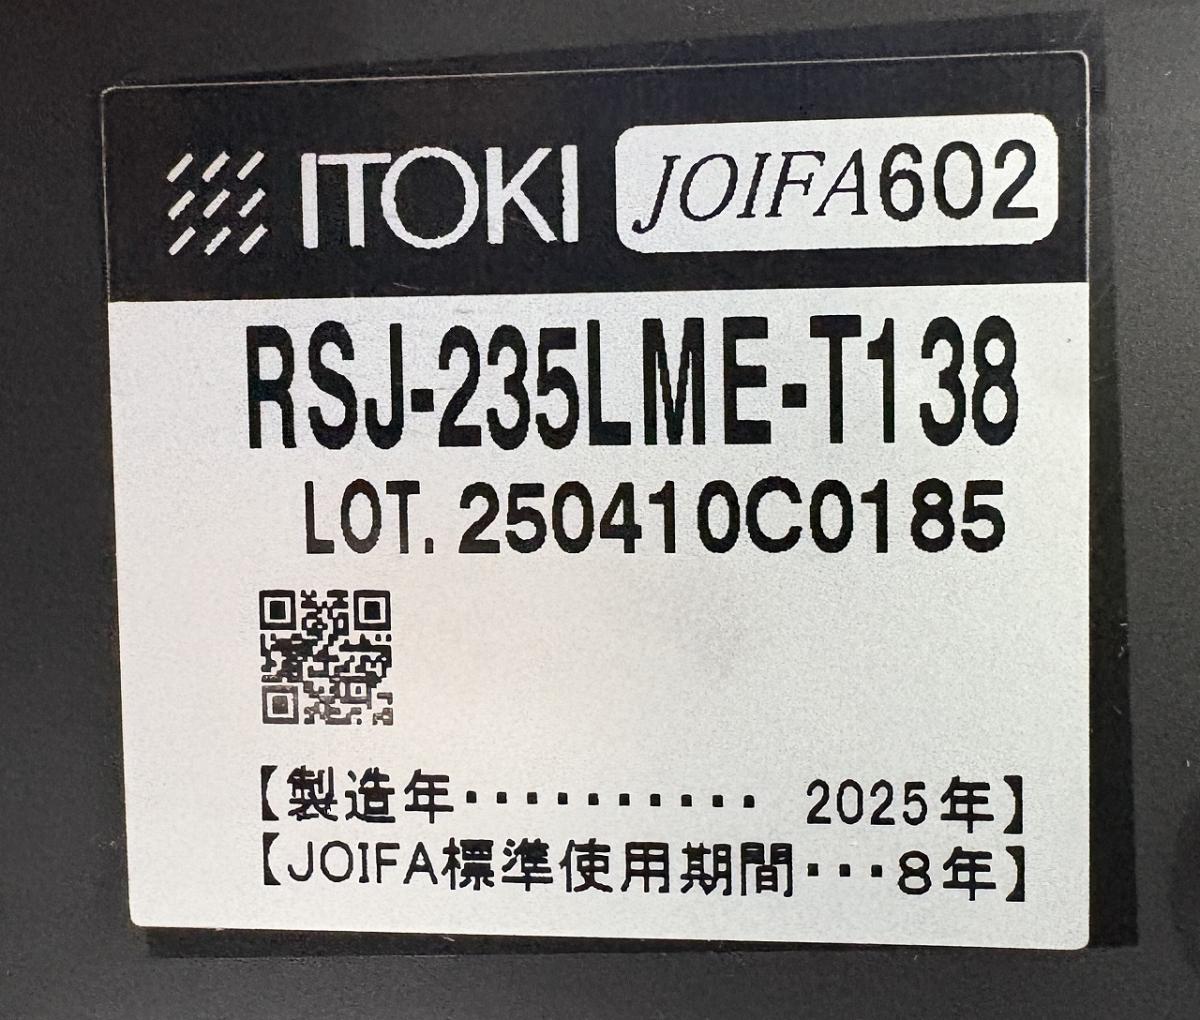 ITOKI JOIFA602
RSJ-235LME-T138
LOT. 250410C0185
【製造年・・・・・・・・・・ 2025年】
【JOIFA標準使用期間・・・8年】